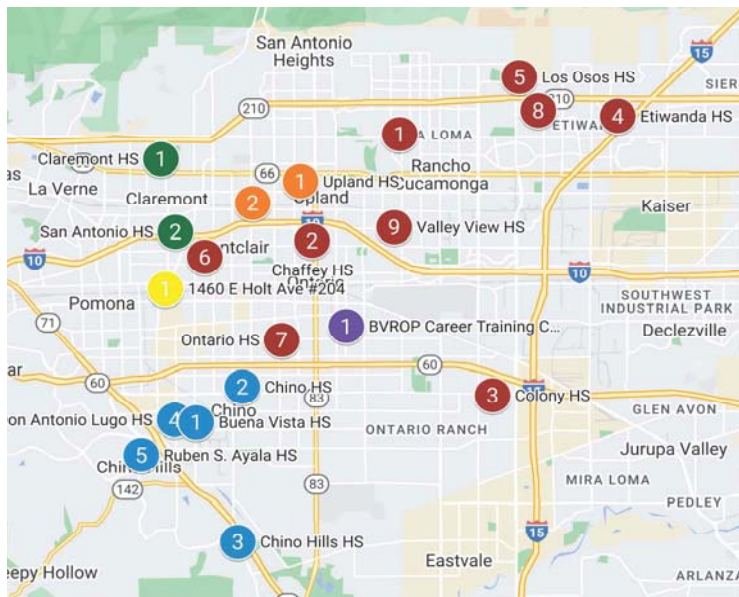 San Antonio
Heights
15
SIER
5
Los Osos HS
210
210
8
ETIWAN
4
Etiwanda HS
1
A LOMA
Claremont HS
1
66
Rancho
Cucamonga
as
La Verne
Claremont
1
Upland HS
Upland
2
Kaiser
San Antonio HS
2
10
9
Valley View HS
2
ntclair
6
Chaffey HS
Ontario
10
10
1
1460 E Holt Ave #204
Pomona
SOUTHWEST
INDUSTRIAL PARK
71
1
BVROP Career Training C...
Declezville
Ontario HS
7
ar
60
60
2
Chino HS
15
3
Colony HS
83
GLEN AVON
on Antonio Lugo HS
4
1
Chino
Buena Vista HS
ONTARIO RANCH
Jurupa Valley
5
Ruben S. Ayala HS
Chino Hills
142
83
MIRA LOMA
PEDLEY
3
Chino Hills HS
15
Eastvale
eepy Hollow
ARLANZA